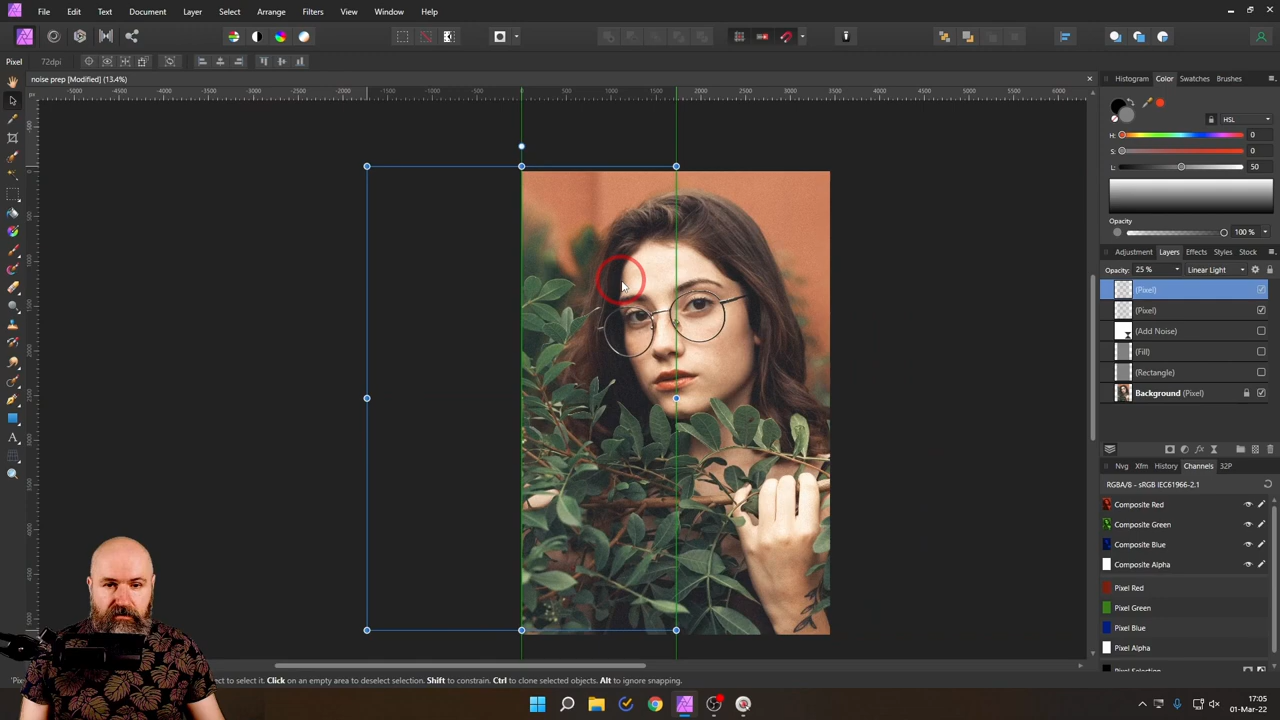 File Edit Text Document Layer Select Arrange Filters View Window Help
Pixel 72dpi
noise prep [Modified] (13.4%)
Histogram Color Swatches Brushes
HSL
H: 0
S: 0
L: 50
Opacity
100 %
Adjustment Layers Effects Styles Stock
Opacity: 25 % Linear Light
(Pixel)
(Pixel)
(Add Noise)
(Fill)
(Rectangle)
Background (Pixel)
Nvg Xfm History Channels 32P
RGBA/8 - sRGB IEC61966-2.1
Composite Red
Composite Green
Composite Blue
Composite Alpha
Pixel Red
Pixel Green
Pixel Blue
Pixel Alpha
Pixel Selection
ect to select it. Click on an empty area to deselect selection. Shift to constrain. Ctrl to clone selected objects. Alt to ignore snapping.
17:05
01-Mar-22